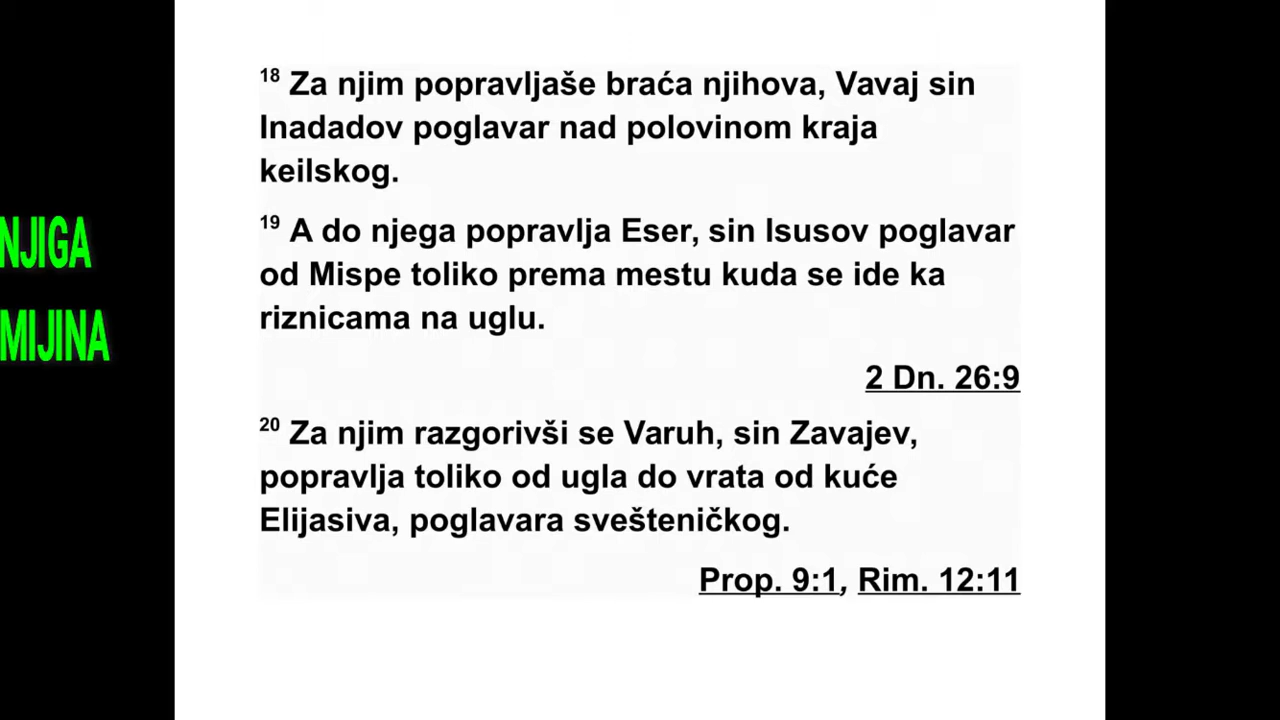 NJIGA
MIJINA
18 Za njim popravljaše braća njihova, Vavaj sin
Inadadov poglavar nad polovinom kraja
keilskog.
19 A do njega popravlja Eser, sin Isusov poglavar
od Mispe toliko prema mestu kuda se ide ka
riznicama na uglu.
2 Dn. 26:9
20 Za njim razgorivši se Varuh, sin Zavajev,
popravlja toliko od ugla do vrata od kuće
Elijasiva, poglavara svešteničkog.
Prop. 9:1, Rim. 12:11